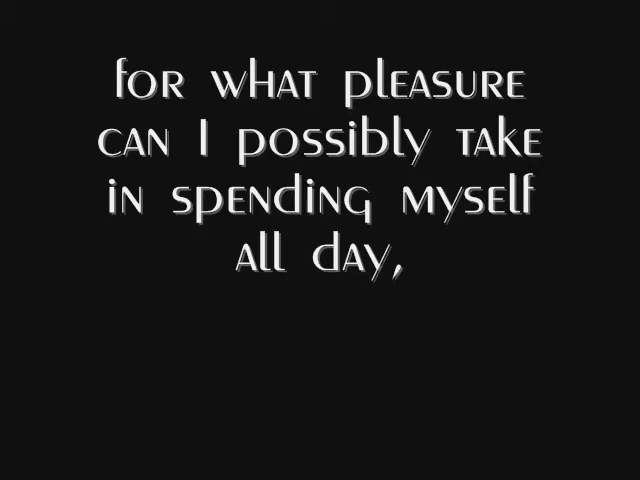 for what pleasure
can I possibly take
in spending myself
all day,